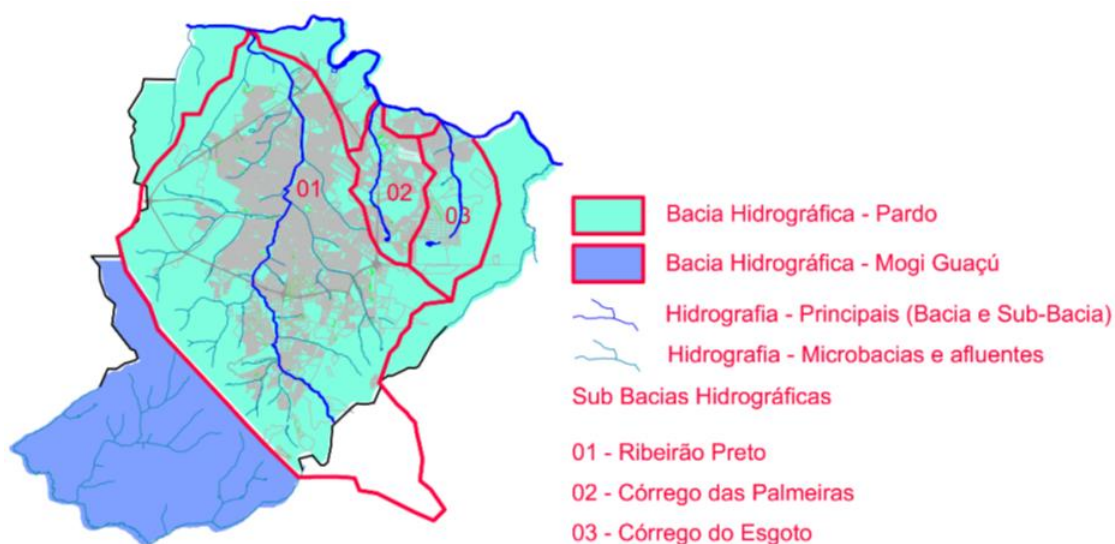 01
02
03
Bacia Hidrográfica - Pardo
Bacia Hidrográfica - Mogi Guaçú
Hidrografia - Principais (Bacia e Sub-Bacia)
Hidrografia - Microbacias e afluentes
Sub Bacias Hidrográficas
01 - Ribeirão Preto
02 - Córrego das Palmeiras
03 - Córrego do Esgoto